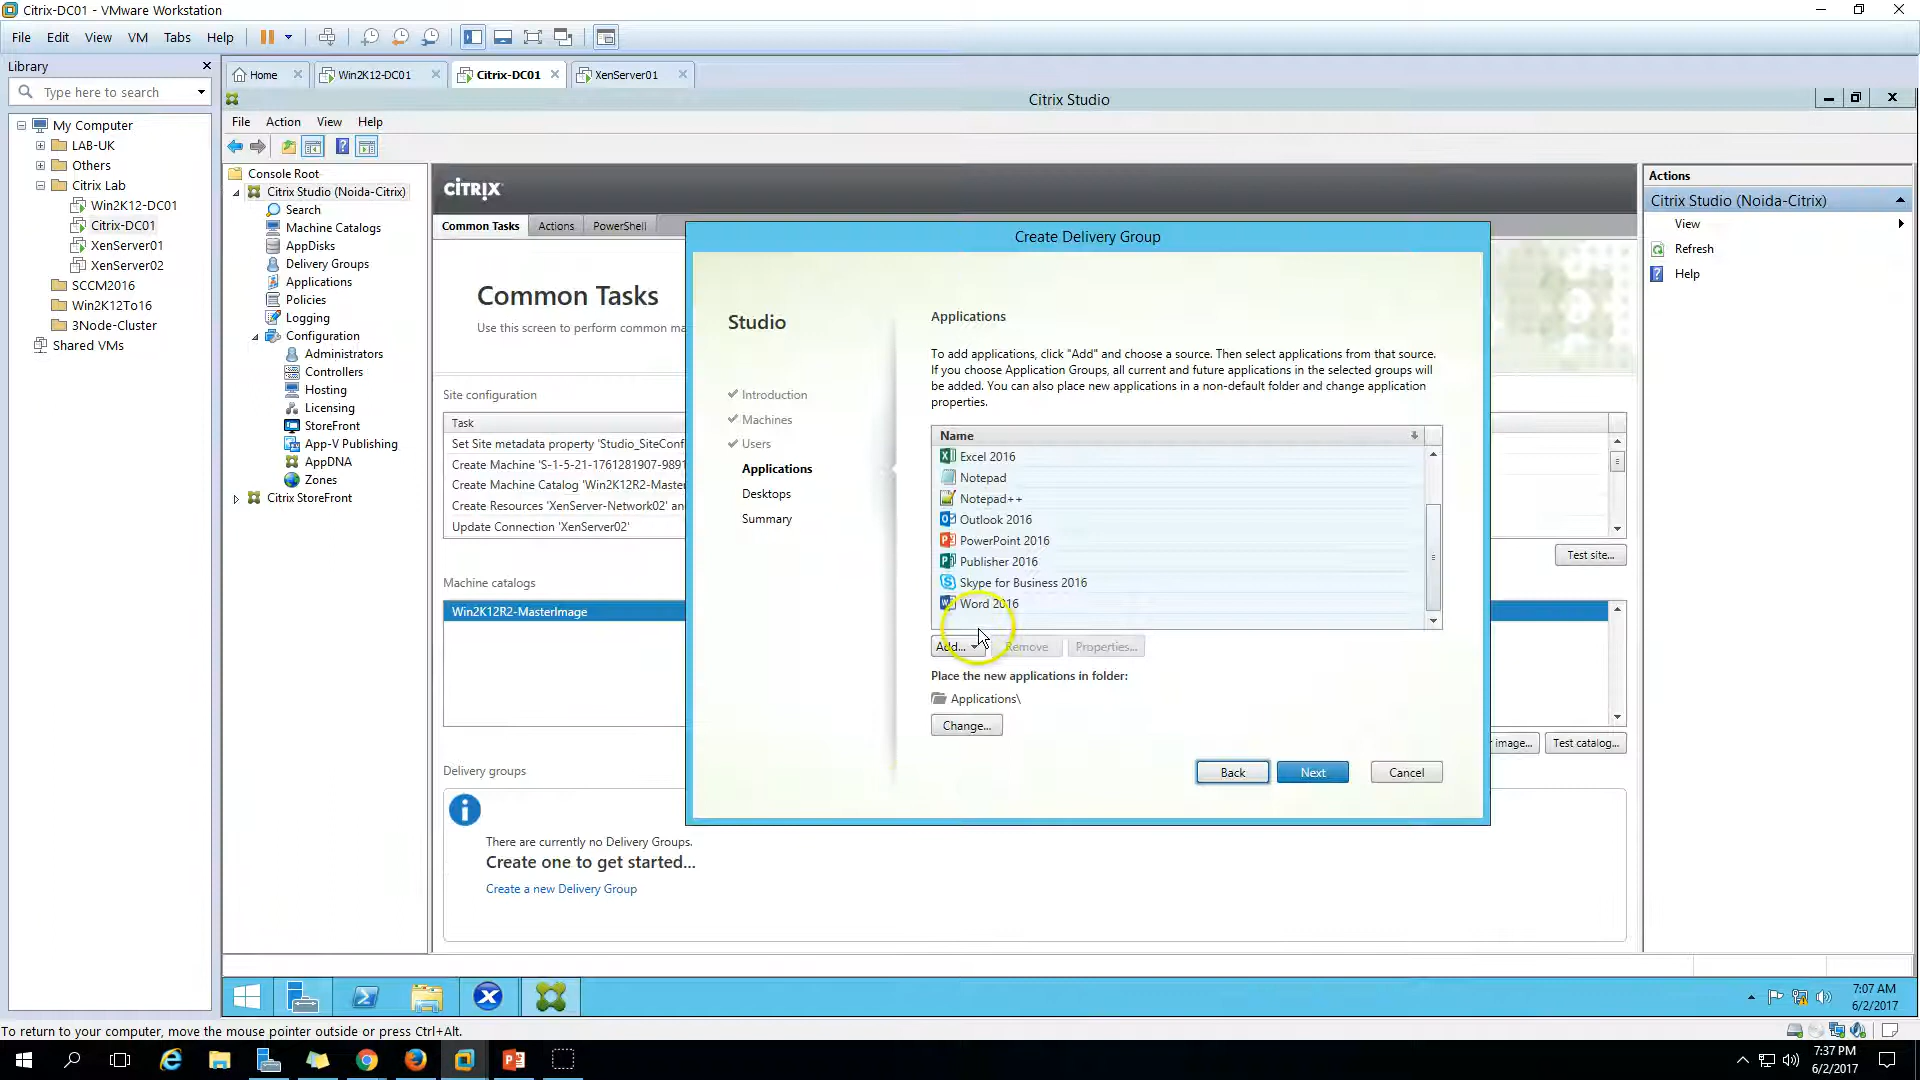 Citrix-DC01 - VMware Workstation
File Edit View VM Tabs Help
Library
Type here to search
My Computer
LAB-UK
Others
Citrix Lab
Win2K12-DC01
Citrix-DC01
XenServer01
XenServer02
SCCM2016
Win2K12To16
3Node-Cluster
Shared VMs
Home Win2K12-DC01 Citrix-DC01 XenServer01
Citrix Studio
File Action View Help
Console Root
Citrix Studio (Noida-Citrix)
Search
Machine Catalogs
AppDisks
Delivery Groups
Applications
Policies
Logging
Configuration
Administrators
Controllers
Hosting
Licensing
StoreFront
App-V Publishing
AppDNA
Zones
Citrix StoreFront
CİTRIX
Common Tasks Actions PowerShell
Common Tasks
Use this screen to perform common ma
Site configuration
Task
Set Site metadata property 'Studio_SiteConf
Create Machine 'S-1-5-21-1761281907-9891
Create Machine Catalog 'Win2K12R2-Master
Create Resources 'XenServer-Network02' an
Update Connection 'XenServer02'
Test site...
Machine catalogs
Win2K12R2-MasterImage
r image... Test catalog...
Delivery groups
There are currently no Delivery Groups.
Create one to get started...
Create a new Delivery Group
Create Delivery Group
Studio
Introduction
Machines
Users
Applications
Desktops
Summary
Applications
To add applications, click "Add" and choose a source. Then select applications from that source.
If you choose Application Groups, all current and future applications in the selected groups will
be added. You can also place new applications in a non-default folder and change application
properties.
Name
Excel 2016
Notepad
Notepad++
Outlook 2016
PowerPoint 2016
Publisher 2016
Skype for Business 2016
Word 2016
Add... Remove Properties...
Place the new applications in folder:
Applications\
Change...
Back Next Cancel
Actions
Citrix Studio (Noida-Citrix)
View
Refresh
Help
7:07 AM
6/2/2017
To return to your computer, move the mouse pointer outside or press Ctrl+Alt.
7:37 PM
6/2/2017